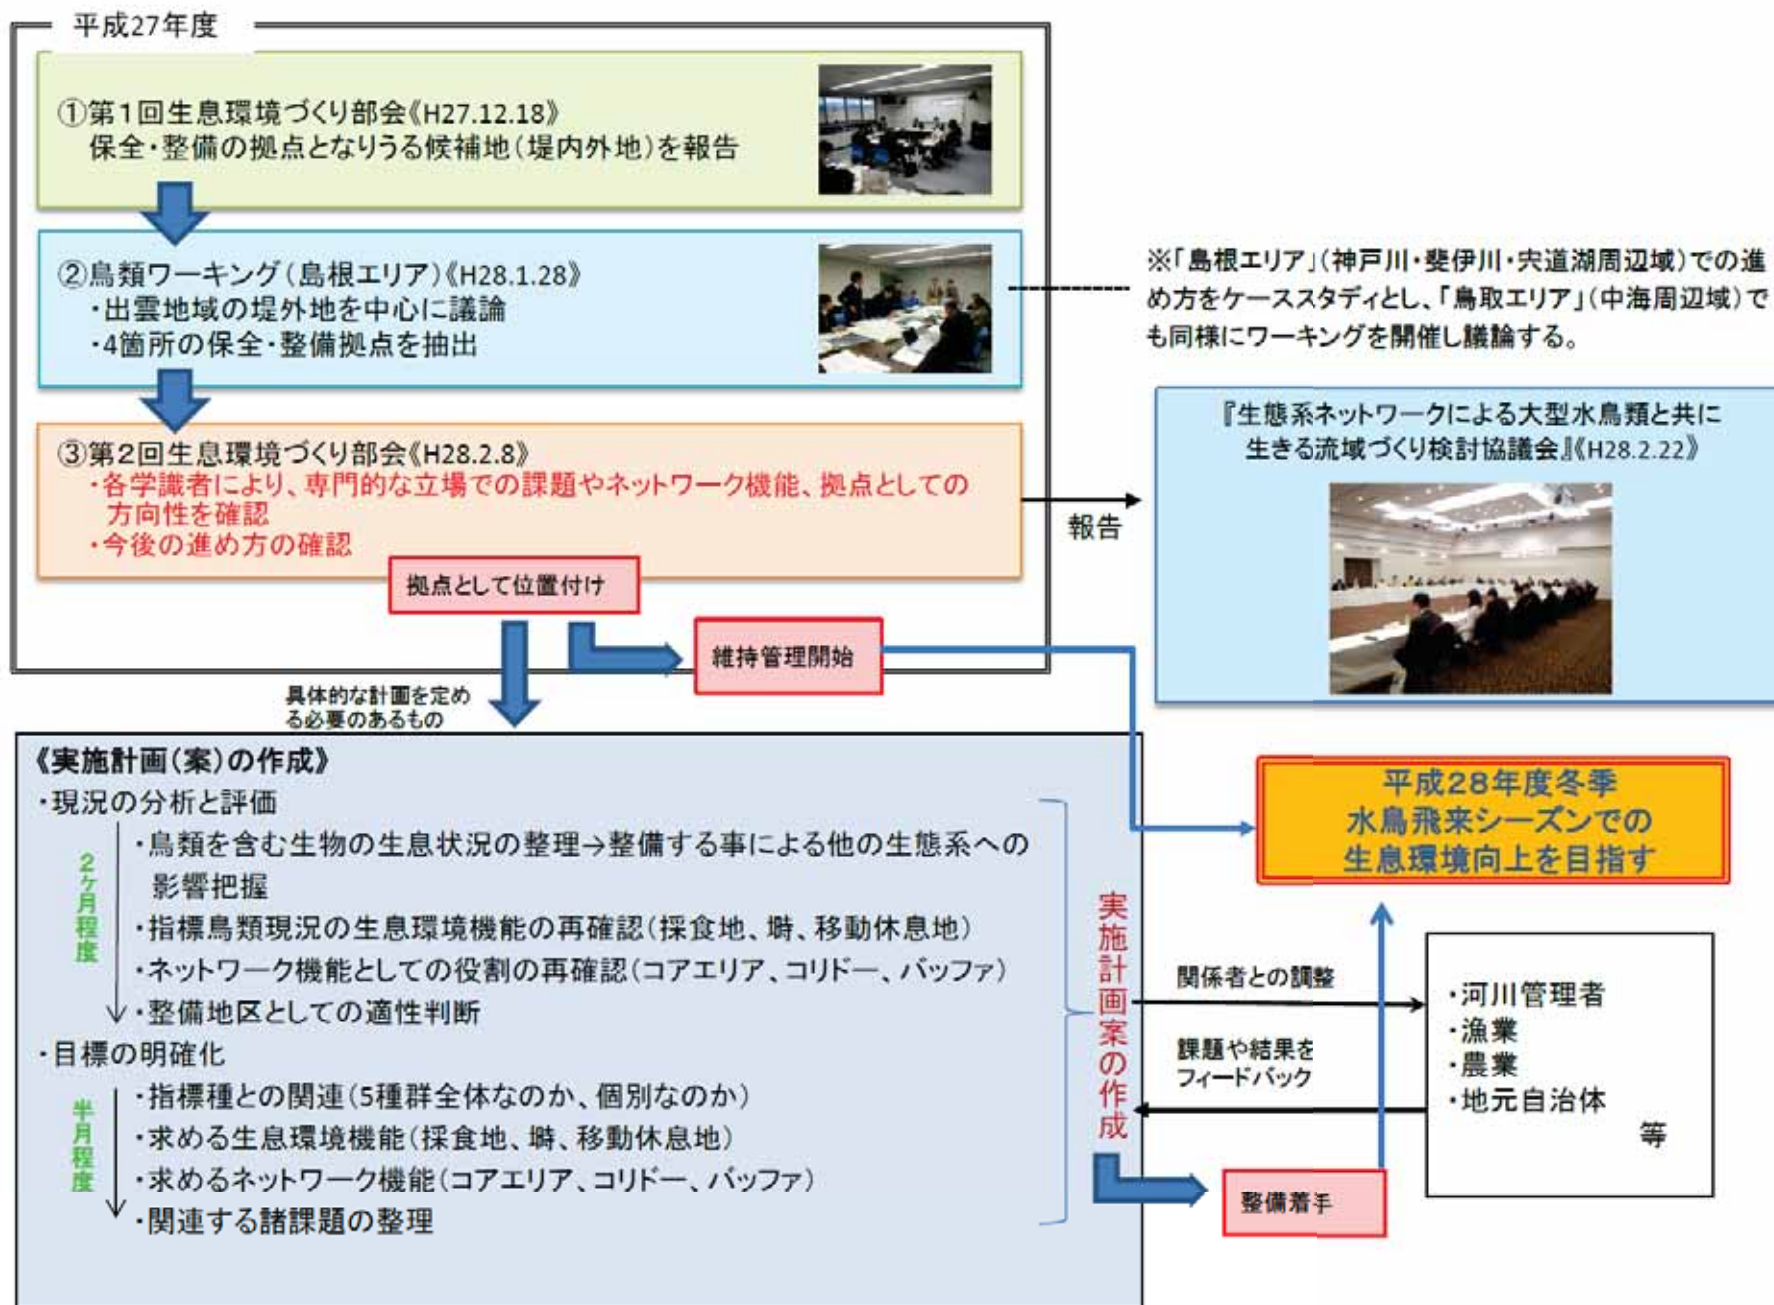 平成27年度
①第1回生息環境づくり部会《H27.12.18》
保全・整備の拠点となりうる候補地（堤内外地）を報告
②鳥類ワーキング（島根エリア）《H28.1.28》
・出雲地域の堤外地を中心に議論
・4箇所の保全・整備拠点を抽出
※「島根エリア」（神戸川・斐伊川・宍道湖周辺域）での進
め方をケーススタディとし、「鳥取エリア」（中海周辺域）で
も同様にワーキングを開催し議論する。
③第2回生息環境づくり部会《H28.2.8》
・各学識者により、専門的な立場での課題やネットワーク機能、拠点としての
方向性を確認
・今後の進め方の確認
報告
『生態系ネットワークによる大型水鳥類と共に
生きる流域づくり検討協議会』《H28.2.22》
拠点として位置付け
維持管理開始
具体的な計画を定め
る必要のあるもの
《実施計画（案）の作成》
・現況の分析と評価
2ケ月程度
・鳥類を含む生物の生息状況の整理→整備する事による他の生態系への
影響把握
・指標鳥類現況の生息環境機能の再確認（採食地、塒、移動休息地）
・ネットワーク機能としての役割の再確認（コアエリア、コリドー、バッファ）
・整備地区としての適性判断
・目標の明確化
半月程度
・指標種との関連（5種群全体なのか、個別なのか）
・求める生息環境機能（採食地、塒、移動休息地）
・求めるネットワーク機能（コアエリア、コリドー、バッファ）
・関連する諸課題の整理
実施計画案の作成
平成28年度冬季
水鳥飛来シーズンでの
生息環境向上を目指す
関係者との調整
課題や結果を
フィードバック
・河川管理者
・漁業
・農業
・地元自治体
等
整備着手